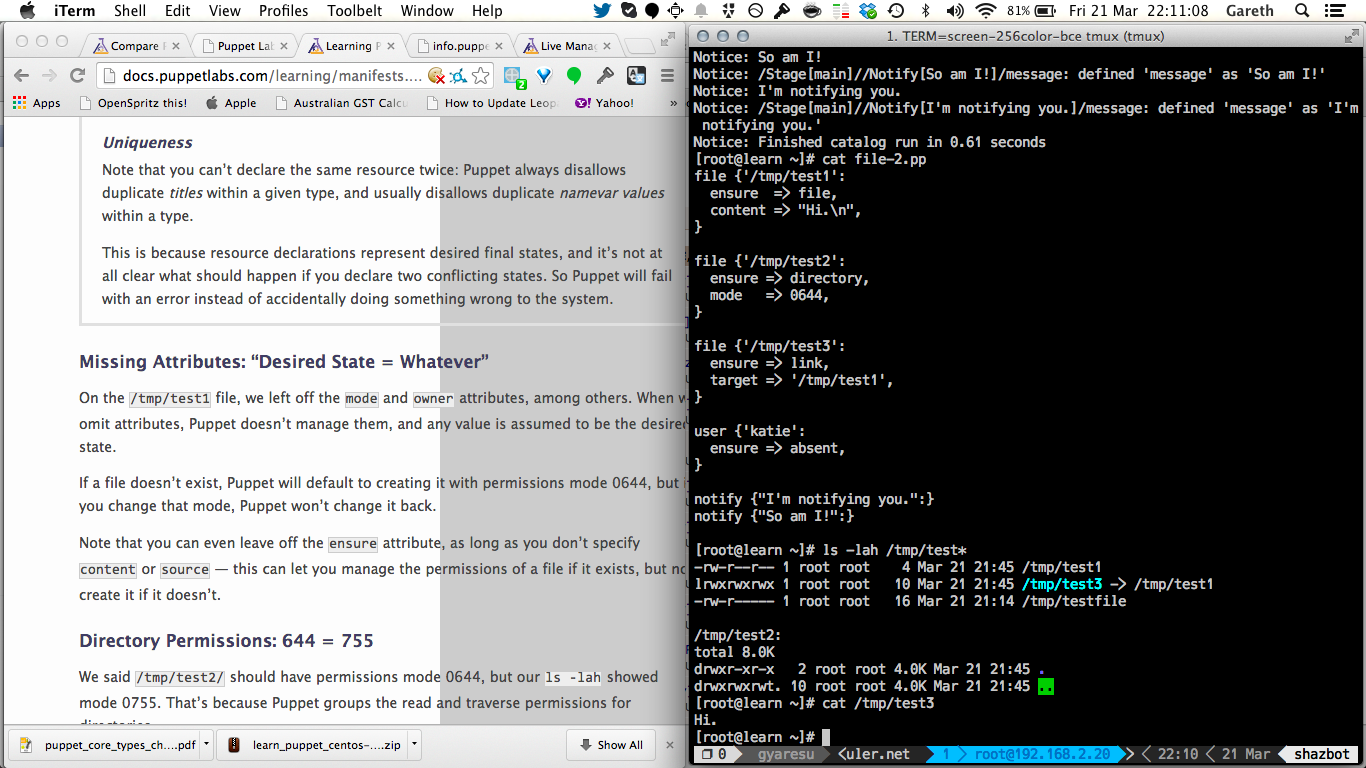 iTerm Shell Edit View Profiles Toolbelt Window Help 81% Fri 21 Mar 22:11:08 Gareth
Compare Puppet La Learning info.puppe Live Mana
docs.puppetlabs.com/learning/manifests.... 2
Apps OpenSpritz this! Apple Australian GST Calcu How to Update Leop Yahoo! »
Uniqueness
Note that you can’t declare the same resource twice: Puppet always disallows
duplicate titles within a given type, and usually disallows duplicate namevar values
within a type.
This is because resource declarations represent desired final states, and it’s not at
all clear what should happen if you declare two conflicting states. So Puppet will fail
with an error instead of accidentally doing something wrong to the system.
Missing Attributes: “Desired State = Whatever”
On the /tmp/test1 file, we left off the mode and owner attributes, among others. When
omit attributes, Puppet doesn’t manage them, and any value is assumed to be the desired
state.
If a file doesn’t exist, Puppet will default to creating it with permissions mode 0644, but
you change that mode, Puppet won’t change it back.
Note that you can even leave off the ensure attribute, as long as you don’t specify
content or source — this can let you manage the permissions of a file if it exists, but
create it if it doesn’t.
Directory Permissions: 644 = 755
We said /tmp/test2/ should have permissions mode 0644, but our ls -lah showed
mode 0755. That’s because Puppet groups the read and traverse permissions for
puppet_core_types_ch....pdf learn_puppet_centos-....zip Show All
1. TERM=screen-256color-bce tmux (tmux)
Notice: So am I!
Notice: /Stage[main]//Notify[So am I!]/message: defined 'message' as 'So am I!'
Notice: I'm notifying you.
Notice: /Stage[main]//Notify[I'm notifying you.]/message: defined 'message' as 'I'm
notifying you.'
Notice: Finished catalog run in 0.61 seconds
[root@learn ~]# cat file-2.pp
file {'/tmp/test1':
ensure => file,
content => "Hi.\n",
}
file {'/tmp/test2':
ensure => directory,
mode => 0644,
}
file {'/tmp/test3':
ensure => link,
target => '/tmp/test1',
}
user {'katie':
ensure => absent,
}
notify {"I'm notifying you.":}
notify {"So am I!":}
[root@learn ~]# ls -lah /tmp/test*
-rw-r--r-- 1 root root 4 Mar 21 21:45 /tmp/test1
lrwxrwxrwx 1 root root 10 Mar 21 21:45 /tmp/test3 -> /tmp/test1
-rw-r----- 1 root root 16 Mar 21 21:14 /tmp/testfile
/tmp/test2:
total 8.0K
drwxr-xr-x 2 root root 4.0K Mar 21 21:45 .
drwxrwxrwt. 10 root root 4.0K Mar 21 21:45 ..
[root@learn ~]# cat /tmp/test3
Hi.
[root@learn ~]#
0 gyaresu <uler.net 1 root@192.168.2.20 22:10 21 Mar shazbot